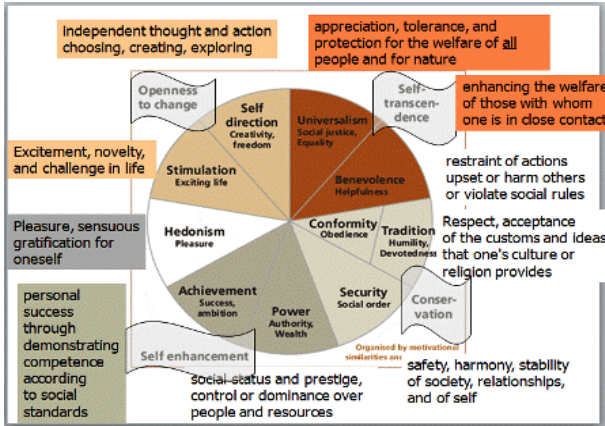 independent thought and action
choosing, creating, exploring
appreciation, tolerance, and
protection for the welfare of all
people and for nature
Openness
to change
Self
direction
Creativity,
freedom
Universalism
Social justice,
Equality
Self-
transcen-
dence
enhancing the welfare
of those with whom
one is in close contact
Excitement, novelty,
and challenge in life
Stimulation
Exciting life
Benevolence
Helpfulness
restraint of actions
upset or harm others
or violate social rules
Pleasure, sensuous
gratification for
oneself
Hedonism
Pleasure
Conformity
Obedience
Tradition
Humility,
Devotedness
Respect, acceptance
of the customs and ideas
that one's culture or
religion provides
personal
success
through
demonstrating
competence
according
to social
standards
Achievement
Success,
ambition
Power
Authority,
Wealth
Security
Social order
Conser-
vation
Self enhancement
Organised by motivational
similarities and
social status and prestige,
control or dominance over
people and resources
safety, harmony, stability
of society, relationships,
and of self